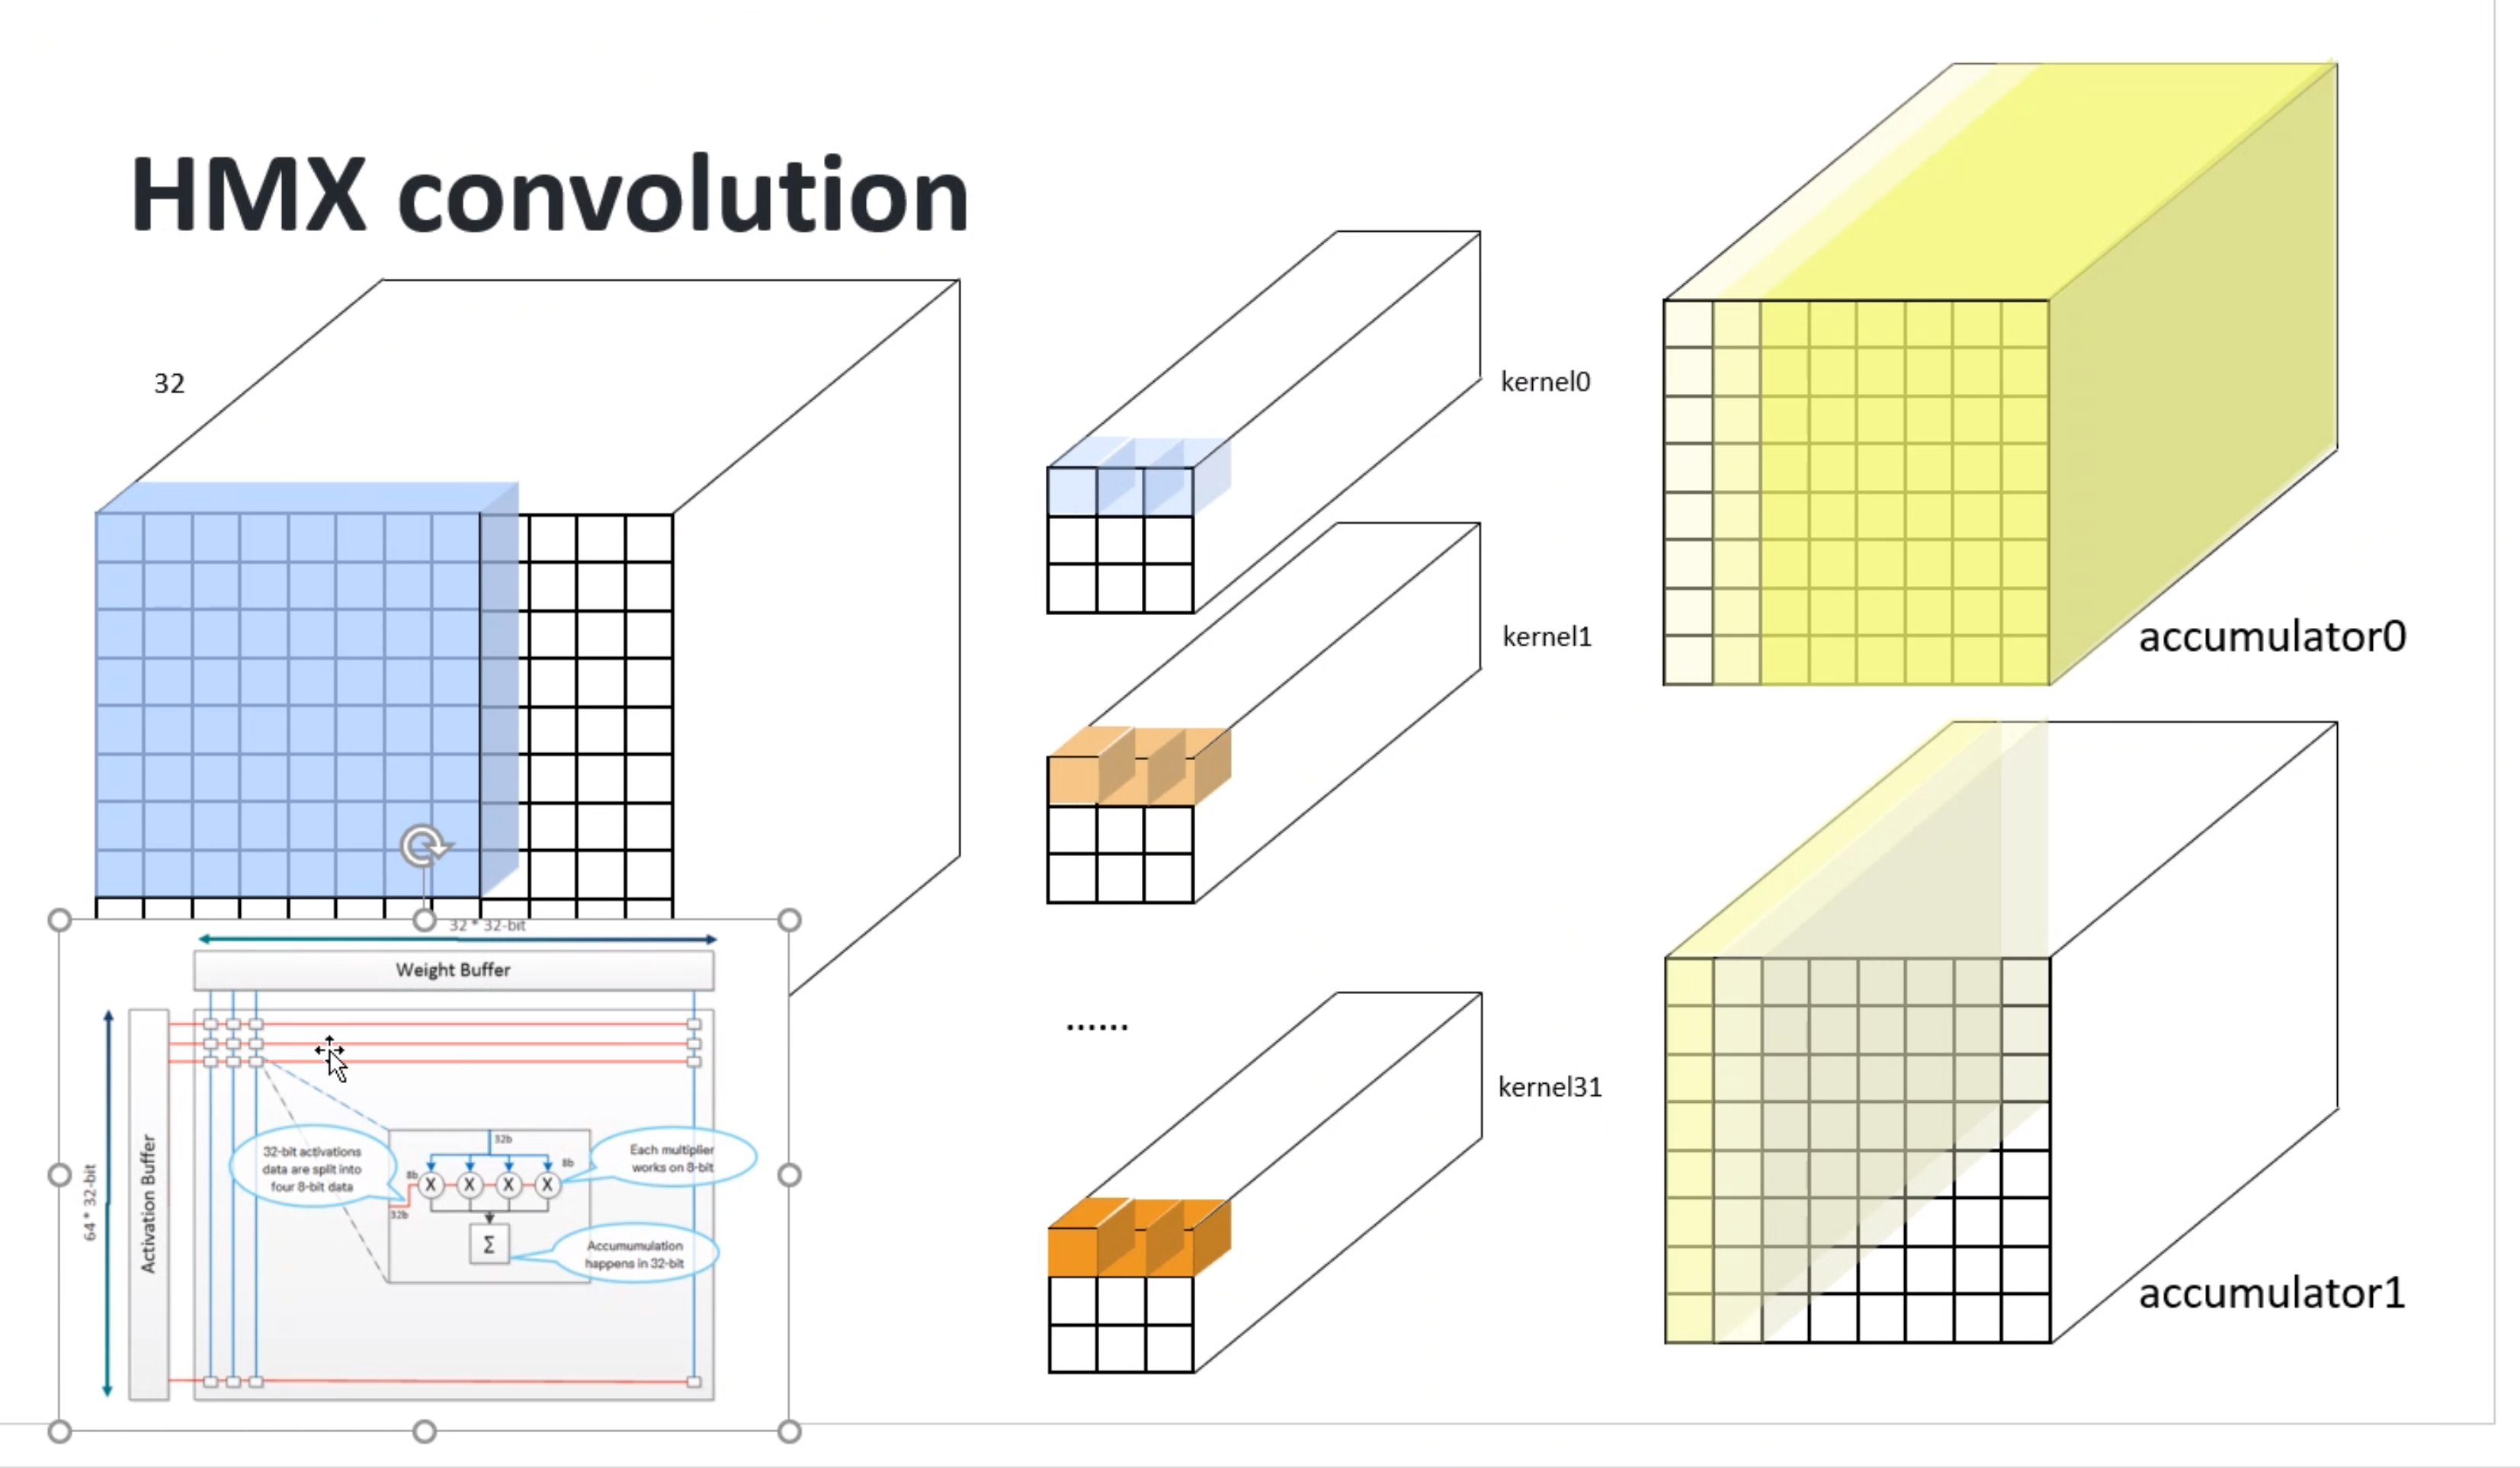 HMX convolution
32
kernel0
kernel1
......
kernel31
accumulator0
accumulator1
32 * 32-bit
Weight Buffer
64 * 32-bit
Activation Buffer
32-bit activations
data are split into
four 8-bit data
32b
8b
Each multiplier
works on 8-bit
8b
X X X X
32b
Σ
Accumumulation
happens in 32-bit